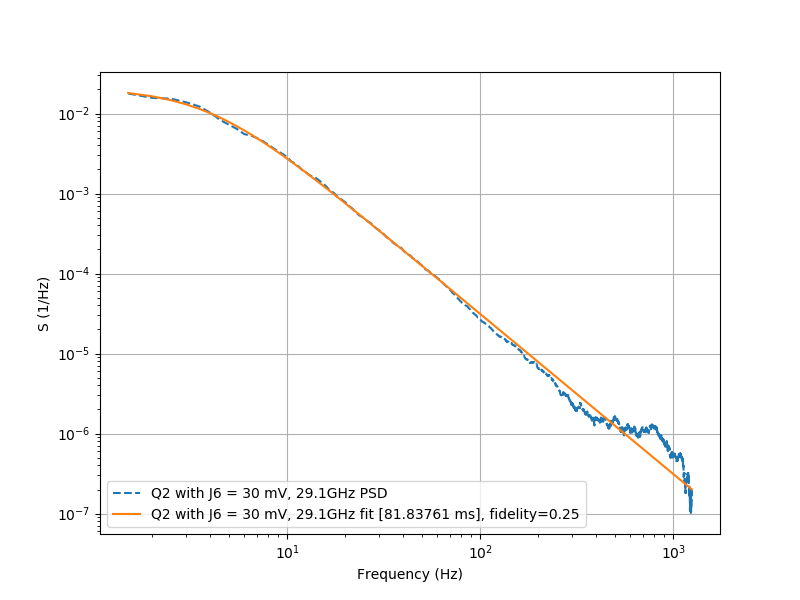 10⁻²
10⁻³
10⁻⁴
10⁻⁵
10⁻⁶
10⁻⁷
S (1/Hz)
Q2 with J6 = 30 mV, 29.1GHz PSD
Q2 with J6 = 30 mV, 29.1GHz fit [81.83761 ms], fidelity=0.25
10¹ 10² 10³
Frequency (Hz)